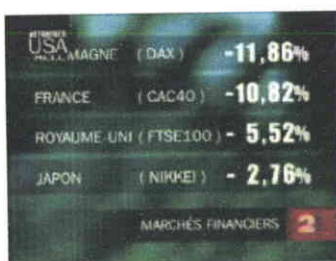 USA
ALLEMAGNE (DAX) -11,86%
FRANCE (CAC40) -10,82%
ROYAUME-UNI (FTSE100) - 5,52%
JAPON (NIKKEI) - 2,76%
MARCHÉS FINANCIERS 2